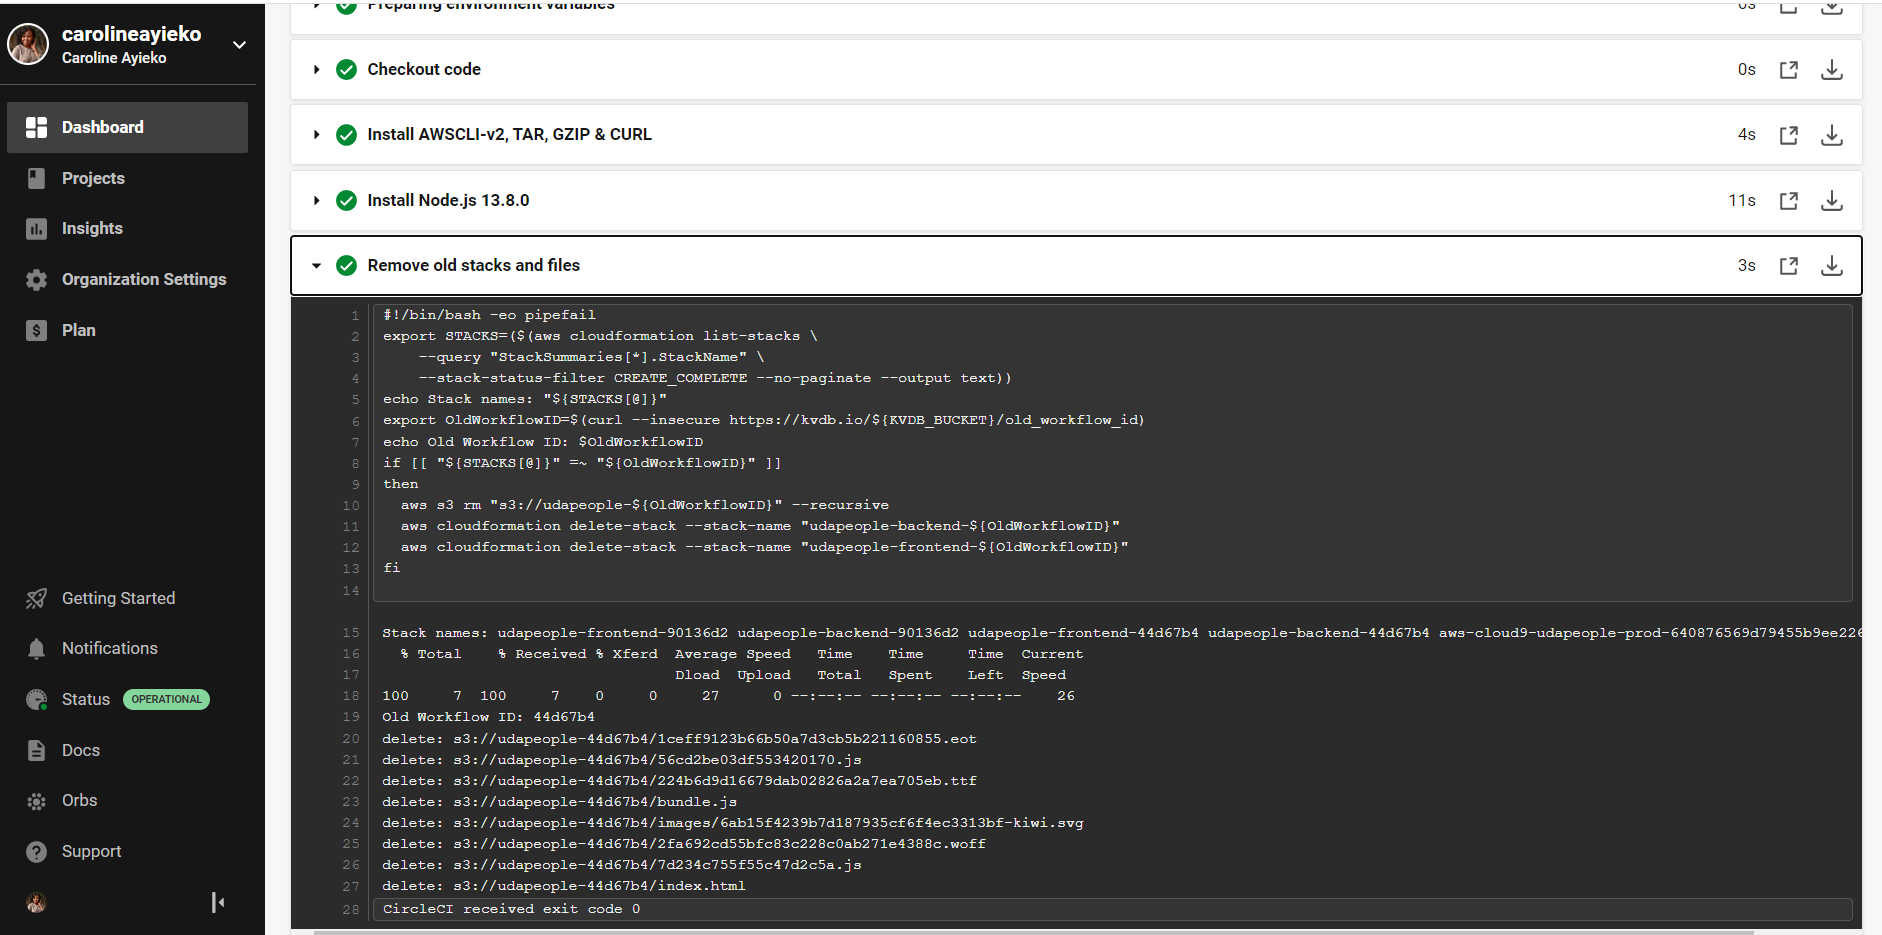 carolineayieko
Caroline Ayieko
Dashboard
Projects
Insights
Organization Settings
$ Plan
Getting Started
Notifications
Status OPERATIONAL
Docs
Orbs
? Support
Preparing environment variables 0s
Checkout code 0s
Install AWSCLI-v2, TAR, GZIP & CURL 4s
Install Node.js 13.8.0 11s
Remove old stacks and files 3s
1 #!/bin/bash -eo pipefail
2 export STACKS=($(aws cloudformation list-stacks \
3 --query "StackSummaries[*].StackName" \
4 --stack-status-filter CREATE_COMPLETE --no-paginate --output text))
5 echo Stack names: "${STACKS[@]}"
6 export OldWorkflowID=$(curl --insecure https://kvdb.io/${KVDB_BUCKET}/old_workflow_id)
7 echo Old Workflow ID: $OldWorkflowID
8 if [[ "${STACKS[@]}" =~ "${OldWorkflowID}" ]]
9 then
10 aws s3 rm "s3://udapeople-${OldWorkflowID}" --recursive
11 aws cloudformation delete-stack --stack-name "udapeople-backend-${OldWorkflowID}"
12 aws cloudformation delete-stack --stack-name "udapeople-frontend-${OldWorkflowID}"
13 fi
14
15 Stack names: udapeople-frontend-90136d2 udapeople-backend-90136d2 udapeople-frontend-44d67b4 udapeople-backend-44d67b4 aws-cloud9-udapeople-prod-640876569d79455b9ee226
16 % Total % Received % Xferd Average Speed Time Time Time Current
17 Dload Upload Total Spent Left Speed
18 100 7 100 7 0 0 27 0 --:--:-- --:--:-- --:--:-- 26
19 Old Workflow ID: 44d67b4
20 delete: s3://udapeople-44d67b4/1ceff9123b66b50a7d3cb5b221160855.eot
21 delete: s3://udapeople-44d67b4/56cd2be03df553420170.js
22 delete: s3://udapeople-44d67b4/224b6d9d16679dab02826a2a7ea705eb.ttf
23 delete: s3://udapeople-44d67b4/bundle.js
24 delete: s3://udapeople-44d67b4/images/6ab15f4239b7d187935cf6f4ec3313bf-kiwi.svg
25 delete: s3://udapeople-44d67b4/2fa692cd55bfc83c228c0ab271e4388c.woff
26 delete: s3://udapeople-44d67b4/7d234c755f55c47d2c5a.js
27 delete: s3://udapeople-44d67b4/index.html
28 CircleCI received exit code 0